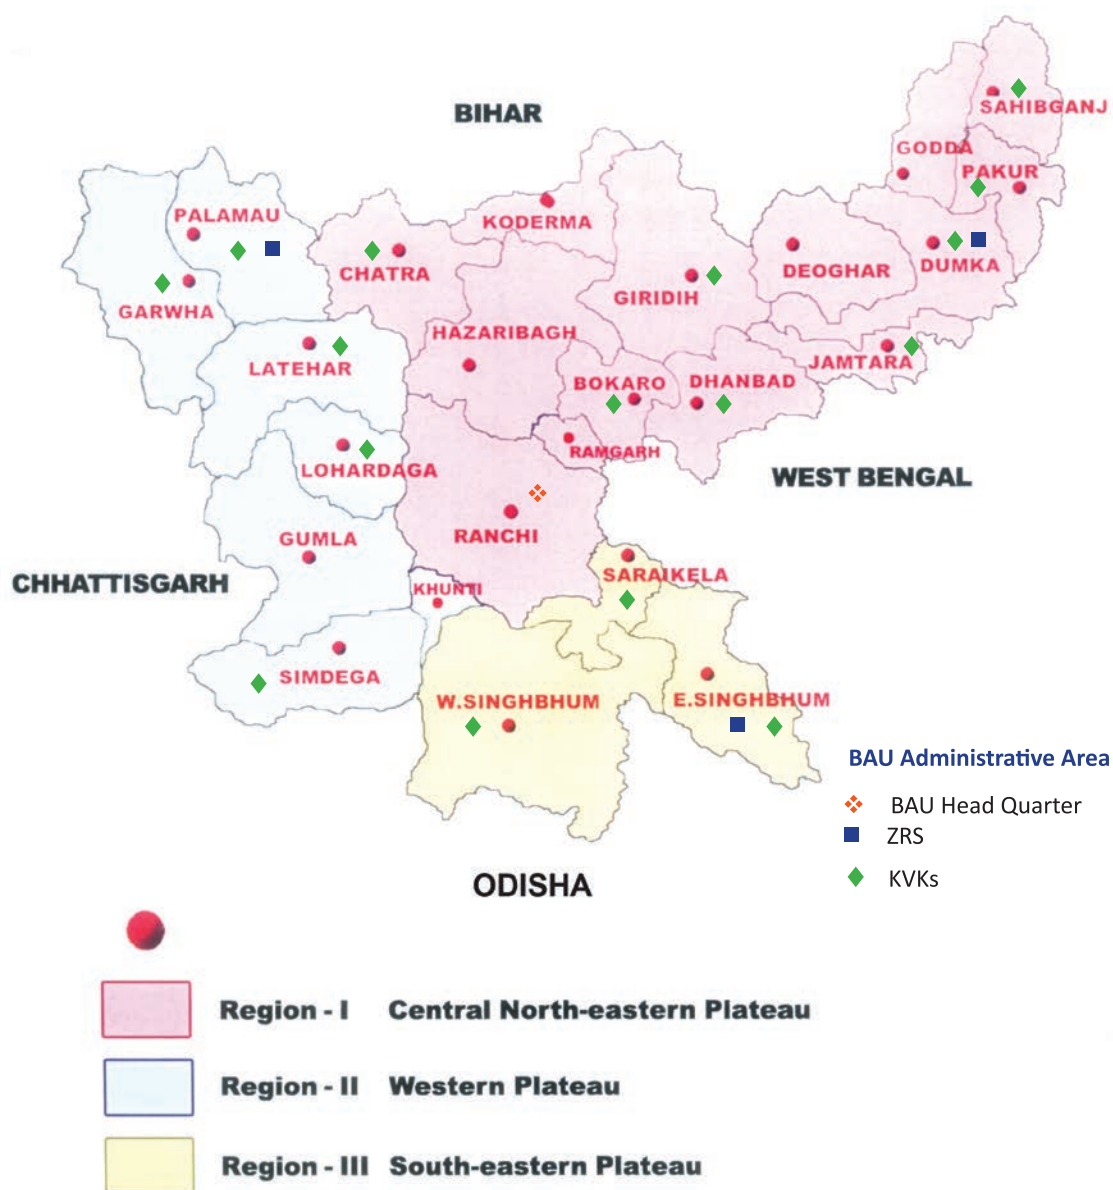 BIHAR
SAHIBGANJ
GODDA
PAKUR
PALAMAU
KODERMA
CHATRA
DEOGHAR
DUMKA
GARWHA
GIRIDIH
HAZARIBAGH
LATEHAR
JAMTARA
BOKARO
DHANBAD
RAMGARH
LOHARDAGA
WEST BENGAL
RANCHI
GUMLA
CHHATTISGARH
KHUNTI
SARAIKELA
SIMDEGA
W.SINGHBHUM
E.SINGHBHUM
BAU Administrative Area
BAU Head Quarter
ZRS
KVKs
ODISHA
Region - I Central North-eastern Plateau
Region - II Western Plateau
Region - III South-eastern Plateau